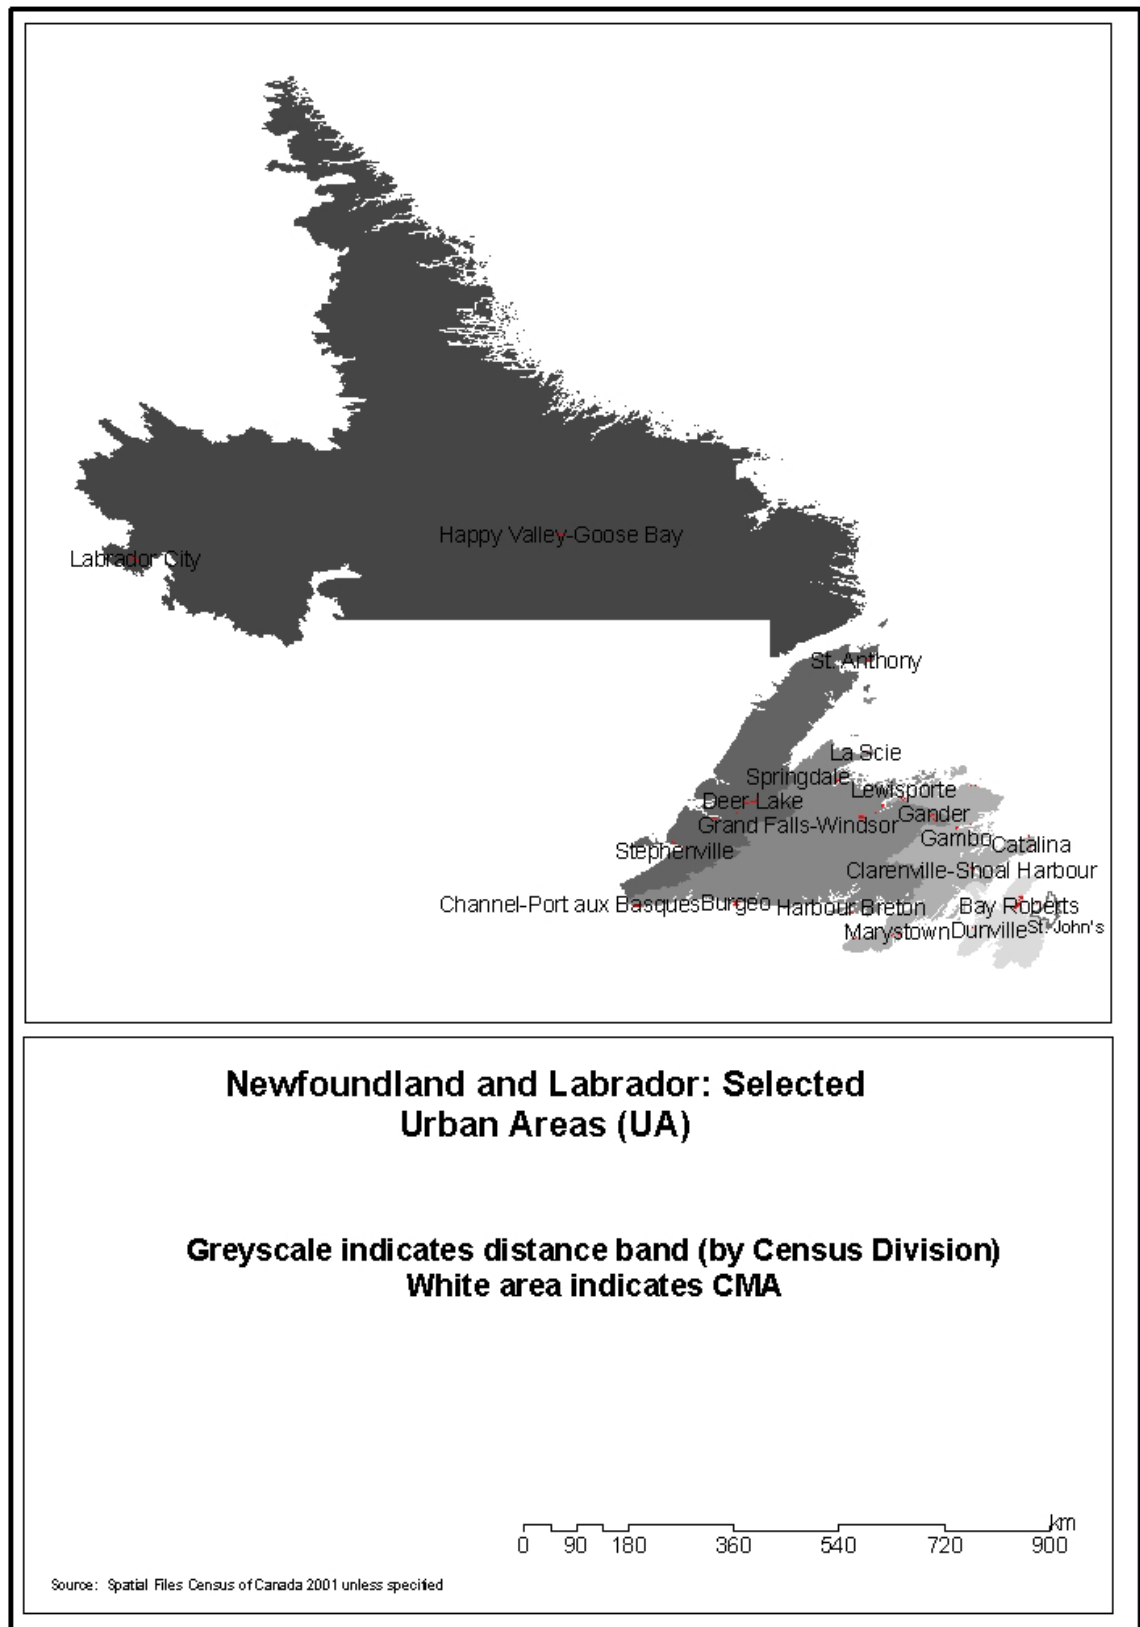 Happy Valley-Goose Bay
Labrador City
St. Anthony
La Scie
Springdale
Lewisporte
Deer Lake
Gander
Grand Falls-Windsor
Gambo
Catalina
Stephenville
Clarenville-Shoal Harbour
Channel-Port aux Basques
Burgeo
Harbour Breton
Bay Roberts
Marystown
Dunville
St. John's
Newfoundland and Labrador: Selected
Urban Areas (UA)
Greyscale indicates distance band (by Census Division)
White area indicates CMA
km
0 90 180 360 540 720 900
Source: Spatial Files Census of Canada 2001 unless specified